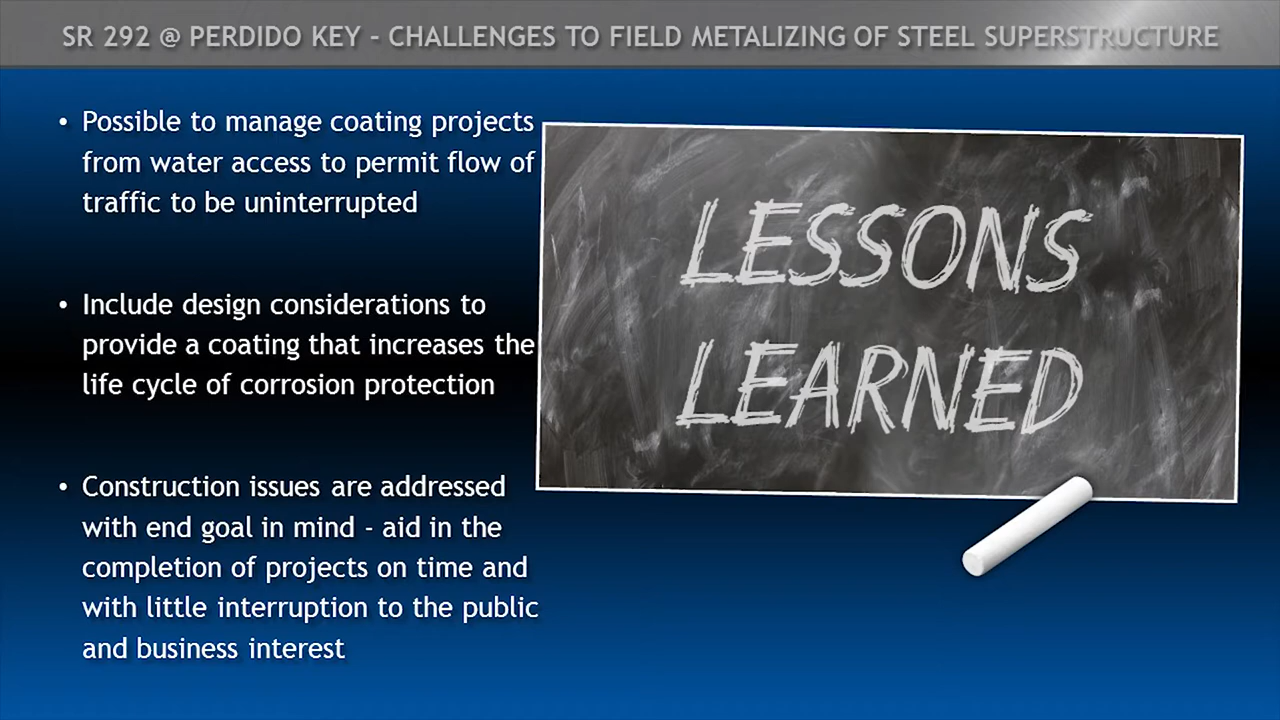 SR 292 @ PERDIDO KEY - CHALLENGES TO FIELD METALIZING OF STEEL SUPERSTRUCTURE
• Possible to manage coating projects
from water access to permit flow of
traffic to be uninterrupted
• Include design considerations to
provide a coating that increases the
life cycle of corrosion protection
• Construction issues are addressed
with end goal in mind - aid in the
completion of projects on time and
with little interruption to the public
and business interest
LESSONS
LEARNED